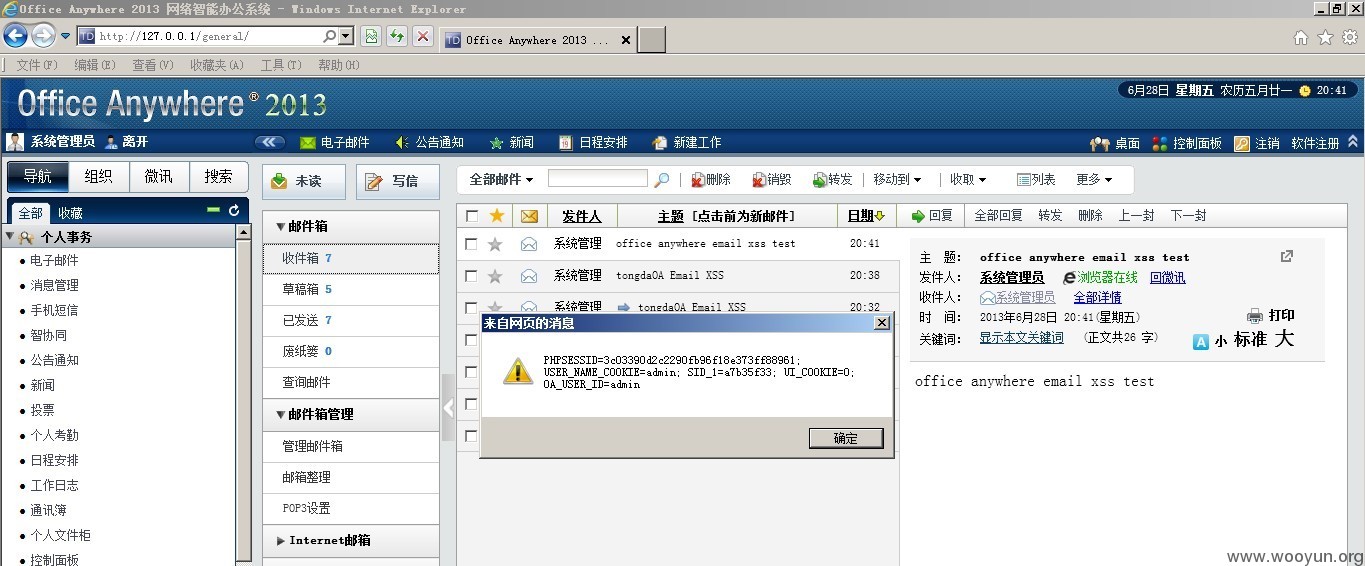 Office Anywhere 2013 网络智能办公系统 - Windows Internet Explorer
http://127.0.0.1/general/
Office Anywhere 2013 ...
文件(F) 编辑(E) 查看(V) 收藏夹(A) 工具(T) 帮助(H)
Office Anywhere® 2013
6月28日 星期五 农历五月廿一 20:41
系统管理员 离开
电子邮件 公告通知 新闻 日程安排 新建工作
桌面 控制面板 注销 软件注册
导航 组织 微讯 搜索
全部 收藏
个人事务
电子邮件
消息管理
手机短信
智协同
公告通知
新闻
投票
个人考勤
日程安排
工作日志
通讯簿
个人文件柜
控制面板
未读 写信
邮件箱
收件箱 7
草稿箱 5
已发送 7
废纸篓 0
查询邮件
邮件箱管理
管理邮件箱
邮箱整理
POP3设置
Internet邮箱
全部邮件 删除 销毁 转发 移动到 收取 列表 更多
发件人 主题 [点击前为新邮件] 日期
系统管理 office anywhere email xss test 20:41
系统管理 tongdaOA Email XSS 20:38
系统管理 tongdaOA Email XSS 20:32
来自网页的消息
PHPSESSID=3c03390d2c2290fb96f18e373ff88961;
USER_NAME_COOKIE=admin; SID_1=a7b35f33; UI_COOKIE=0;
OA_USER_ID=admin
确定
回复 全部回复 转发 删除 上一封 下一封
主 题: office anywhere email xss test
发件人: 系统管理员 浏览器在线 回微讯
收件人: 系统管理员 全部详情
时 间: 2013年6月28日 20:41(星期五)
打印
关键词: 显示本文关键词 (正文共26 字)
A 小 标准 大
office anywhere email xss test
www.wooyun.org